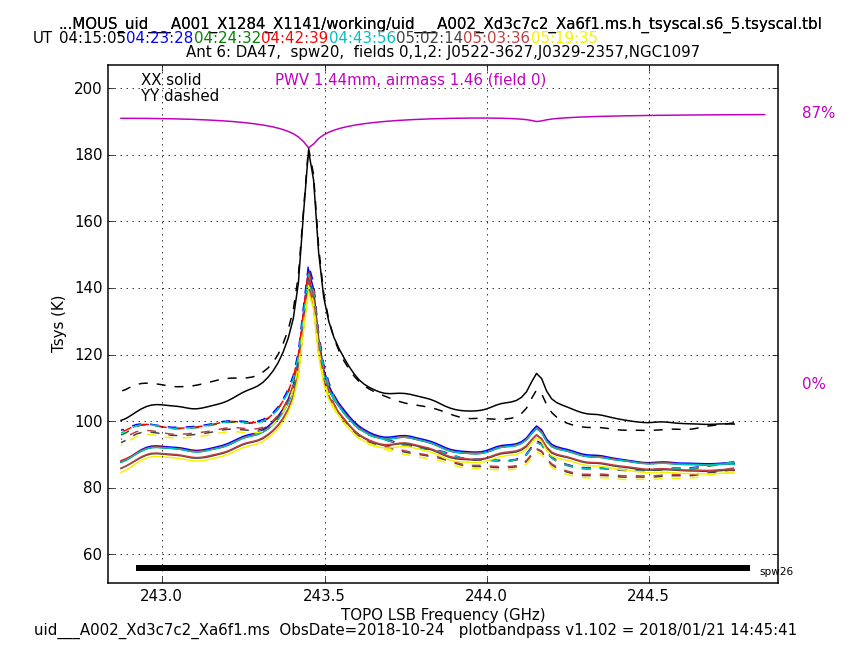 ...MOUS_uid___A001_X1284_X1141/working/uid___A002_Xd3c7c2_Xa6f1.ms.h_tsyscal.s6_5.tsyscal.tbl
UT 04:15:05 04:23:28 04:24:32 04:42:39 04:43:56 05:02:14 05:03:36 05:19:35
Ant 6: DA47,  spw20,  fields 0,1,2: J0522-3627,J0329-2357,NGC1097
XX solid
YY dashed
PWV 1.44mm, airmass 1.46 (field 0)
87%
0%
200
180
160
140
120
100
80
60
Tsys (K)
spw26
243.0 243.5 244.0 244.5
TOPO LSB Frequency (GHz)
uid___A002_Xd3c7c2_Xa6f1.ms  ObsDate=2018-10-24  plotbandpass v1.102 = 2018/01/21 14:45:41